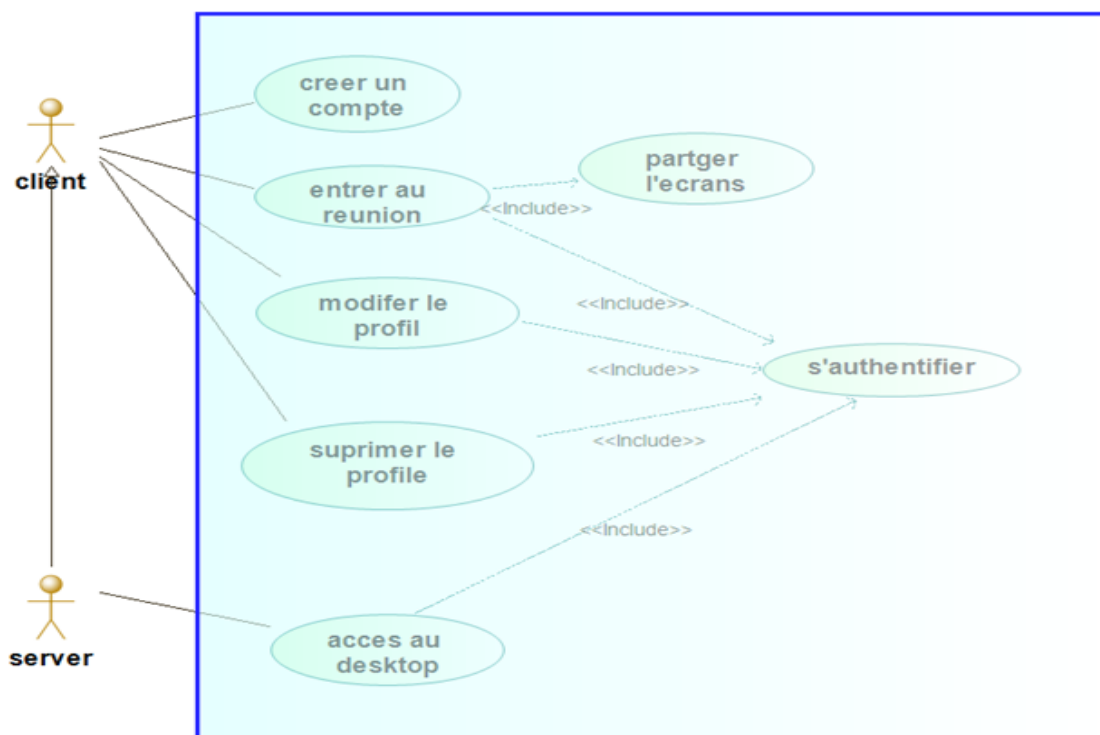 creer un
compte
client
entrer au
reunion
partger
l'ecrans
<<Include>>
modifer le
profil
<<Include>>
<<Include>>
s'authentifier
suprimer le
profile
<<Include>>
<<Include>>
server
acces au
desktop